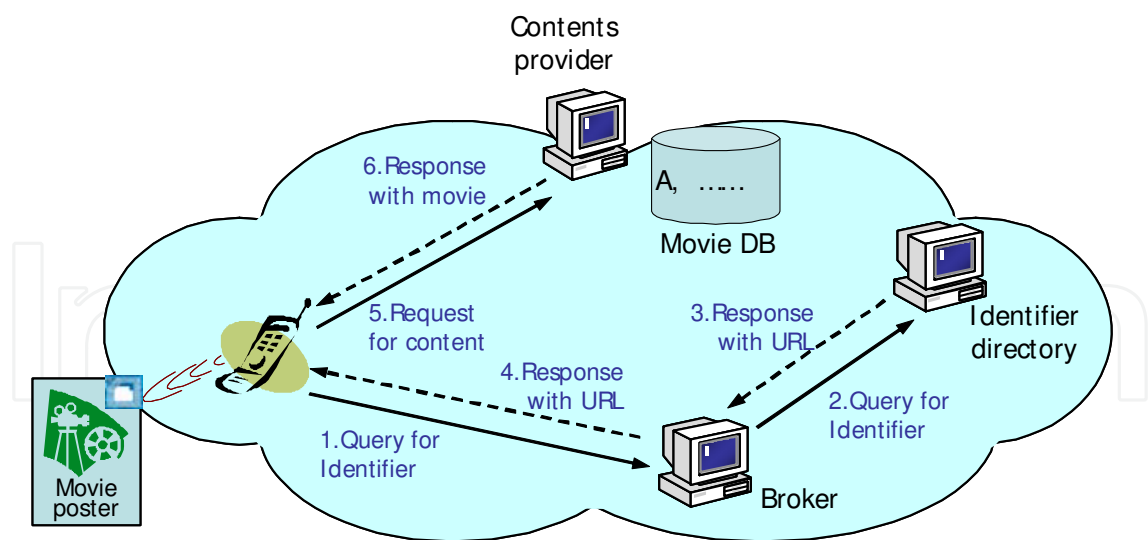 Contents
provider
6.Response
with movie
A, ……
Movie DB
5.Request
for content
3.Response
with URL
Identifier
directory
4.Response
with URL
2.Query for
Identifier
1.Query for
Identifier
Broker
Movie
poster